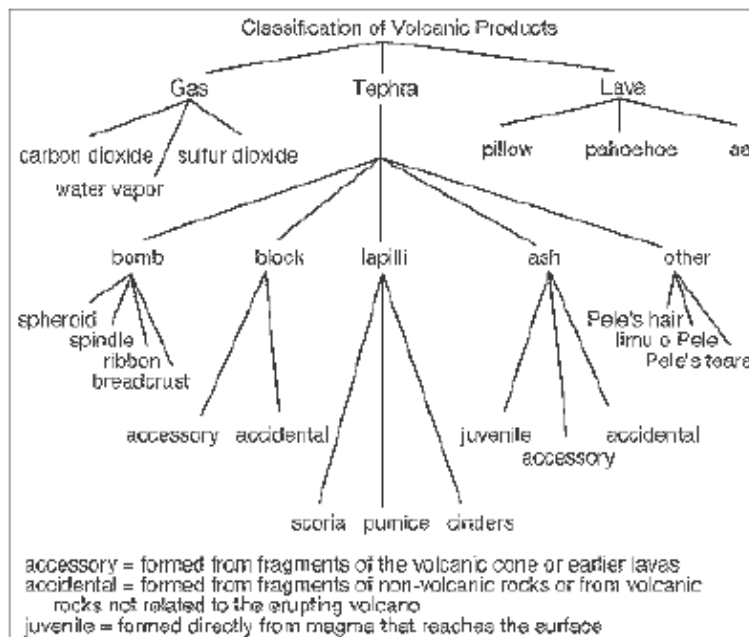 Classification of Volcanic Products
Gas Tephra Lava
carbon dioxide sulfur dioxide pillow pahoehoe
water vapor
bomb block lapilli ash other
spheroid Pele's hair
spindle limu o Pele
ribbon Pele's tears
breadcrust
accessory accidental juvenile accidental
accessory
scoria pumice cinders
accessory = formed from fragments of the volcanic cone or earlier lavas
accidental = formed from fragments of non-volcanic rocks or from volcanic
rocks not related to the erupting volcano
juvenile = formed directly from magma that reaches the surface